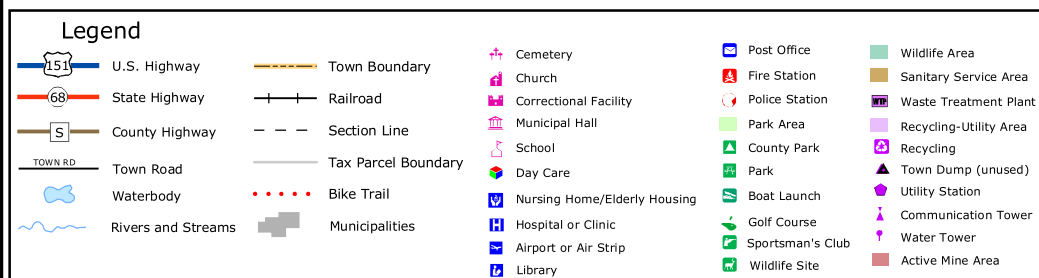 Legend
151 U.S. Highway
68 State Highway
S County Highway
TOWN RD Town Road
Waterbody
Rivers and Streams
Town Boundary
Railroad
Section Line
Tax Parcel Boundary
Bike Trail
Municipalities
Cemetery
Church
Correctional Facility
Municipal Hall
School
Day Care
Nursing Home/Elderly Housing
H Hospital or Clinic
Airport or Air Strip
Library
Post Office
Fire Station
Police Station
Park Area
County Park
Park
Boat Launch
Golf Course
Sportsman's Club
Wildlife Site
Wildlife Area
Sanitary Service Area
WTP Waste Treatment Plant
Recycling-Utility Area
Recycling
Town Dump (unused)
Utility Station
Communication Tower
Water Tower
Active Mine Area